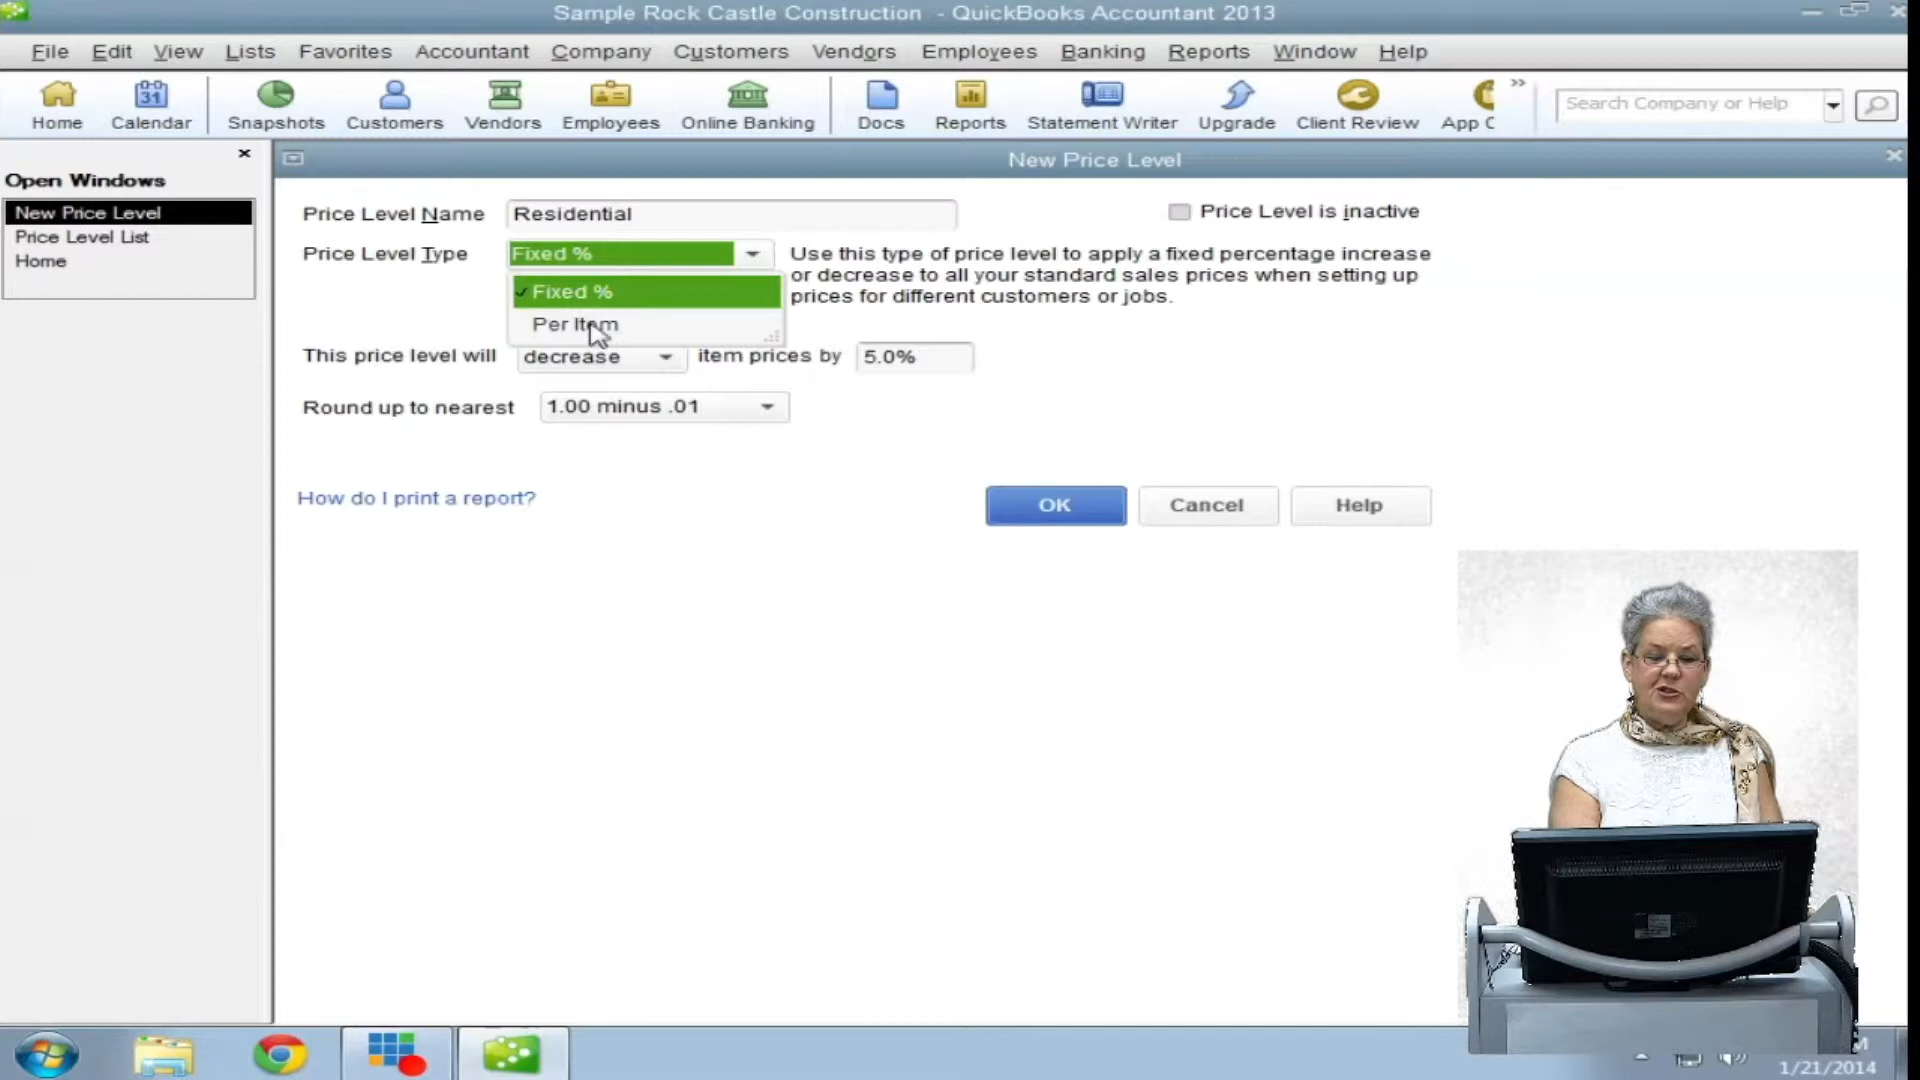 Sample Rock Castle Construction - QuickBooks Accountant 2013
File Edit View Lists Favorites Accountant Company Customers Vendors Employees Banking Reports Window Help
31
Home Calendar Snapshots Customers Vendors Employees Online Banking Docs Reports Statement Writer Upgrade Client Review App C
Search Company or Help
New Price Level
Open Windows
New Price Level
Price Level List
Home
Price Level Name Residential Price Level is inactive
Price Level Type Fixed % Use this type of price level to apply a fixed percentage increase
or decrease to all your standard sales prices when setting up
Fixed % prices for different customers or jobs.
Per Item
This price level will decrease item prices by 5.0%
Round up to nearest 1.00 minus .01
How do I print a report? OK Cancel Help
M
1/21/2014